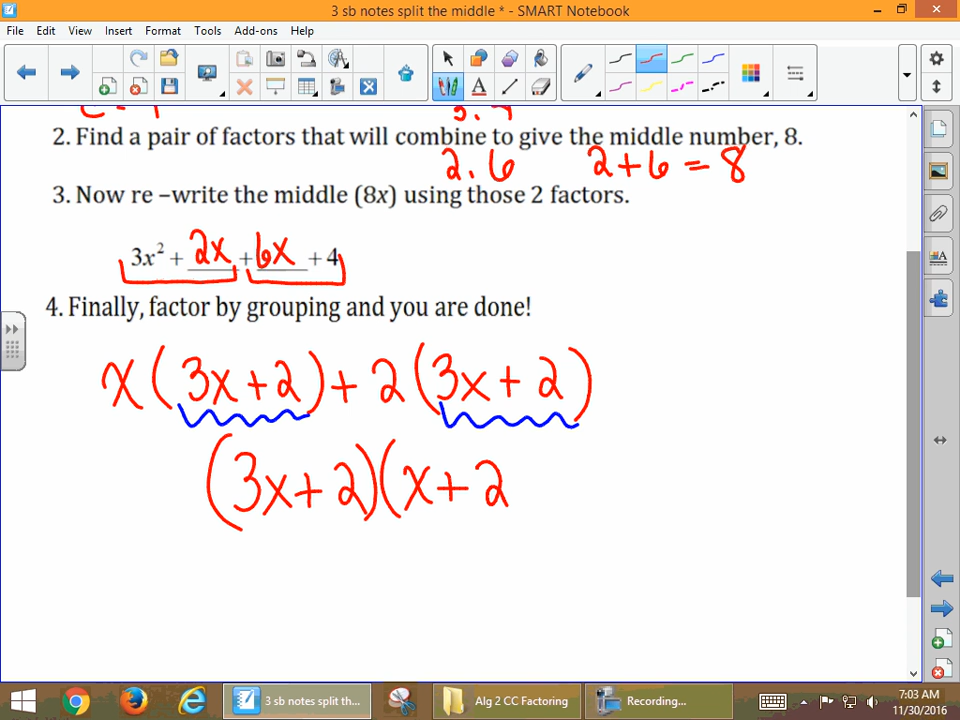 3 sb notes split the middle * - SMART Notebook
File Edit View Insert Format Tools Add-ons Help
2. Find a pair of factors that will combine to give the middle number, 8.
2. 6 2+6 = 8
3. Now re –write the middle (8x) using those 2 factors.
3x² + 2x + 6x + 4
4. Finally, factor by grouping and you are done!
x(3x+2)+2(3x+2)
(3x+2)(x+2
3 sb notes split th... Alg 2 CC Factoring Recording... 7:03 AM
11/30/2016